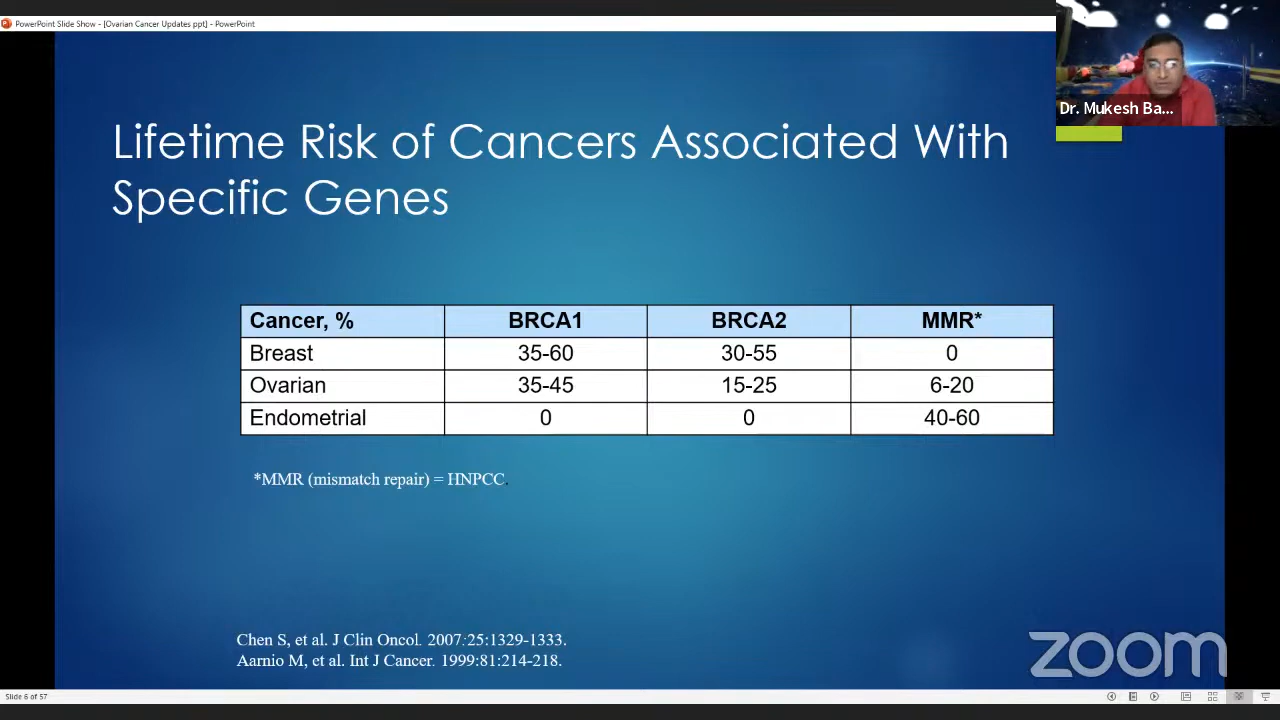 PowerPoint Slide Show - [Ovarian Cancer Updates ppt] - PowerPoint
Dr. Mukesh Ba...
Lifetime Risk of Cancers Associated With
Specific Genes
Cancer, % BRCA1 BRCA2 MMR*
Breast 35-60 30-55 0
Ovarian 35-45 15-25 6-20
Endometrial 0 0 40-60
*MMR (mismatch repair) = HNPCC.
Chen S, et al. J Clin Oncol. 2007:25:1329-1333.
Aarnio M, et al. Int J Cancer. 1999:81:214-218.
zoom
Slide 6 of 57